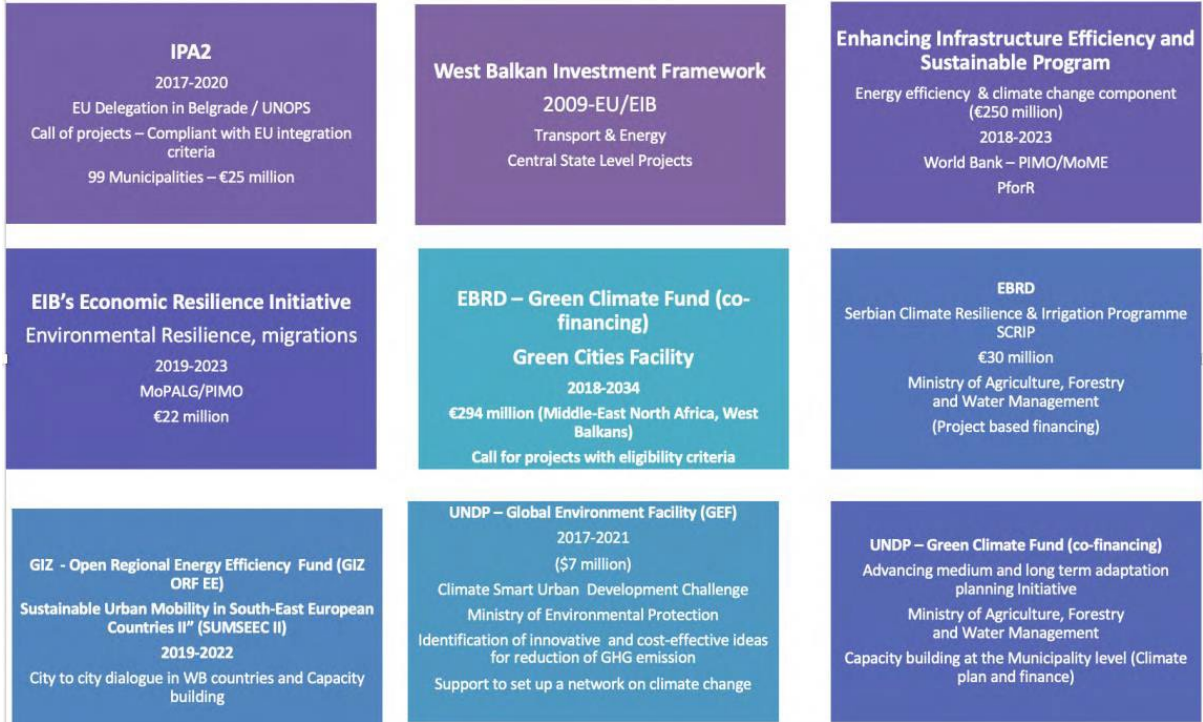 IPA2
2017-2020
EU Delegation in Belgrade / UNOPS
Call of projects – Compliant with EU integration
criteria
99 Municipalities – €25 million
West Balkan Investment Framework
2009-EU/EIB
Transport & Energy
Central State Level Projects
Enhancing Infrastructure Efficiency and
Sustainable Program
Energy efficiency & climate change component
(€250 million)
2018-2023
World Bank – PIMO/MoME
PforR
EIB's Economic Resilience Initiative
Environmental Resilience, migrations
2019-2023
MoPALG/PIMO
€22 million
EBRD – Green Climate Fund (co-
financing)
Green Cities Facility
2018-2034
€294 million (Middle-East North Africa, West
Balkans)
Call for projects with eligibility criteria
EBRD
Serbian Climate Resilience & Irrigation Programme
SCRIP
€30 million
Ministry of Agriculture, Forestry
and Water Management
(Project based financing)
GIZ - Open Regional Energy Efficiency Fund (GIZ
ORF EE)
Sustainable Urban Mobility in South-East European
Countries II" (SUMSEEC II)
2019-2022
City to city dialogue in WB countries and Capacity
building
UNDP – Global Environment Facility (GEF)
2017-2021
($7 million)
Climate Smart Urban Development Challenge
Ministry of Environmental Protection
Identification of innovative and cost-effective ideas
for reduction of GHG emission
Support to set up a network on climate change
UNDP – Green Climate Fund (co-financing)
Advancing medium and long term adaptation
planning Initiative
Ministry of Agriculture, Forestry
and Water Management
Capacity building at the Municipality level (Climate
plan and finance)